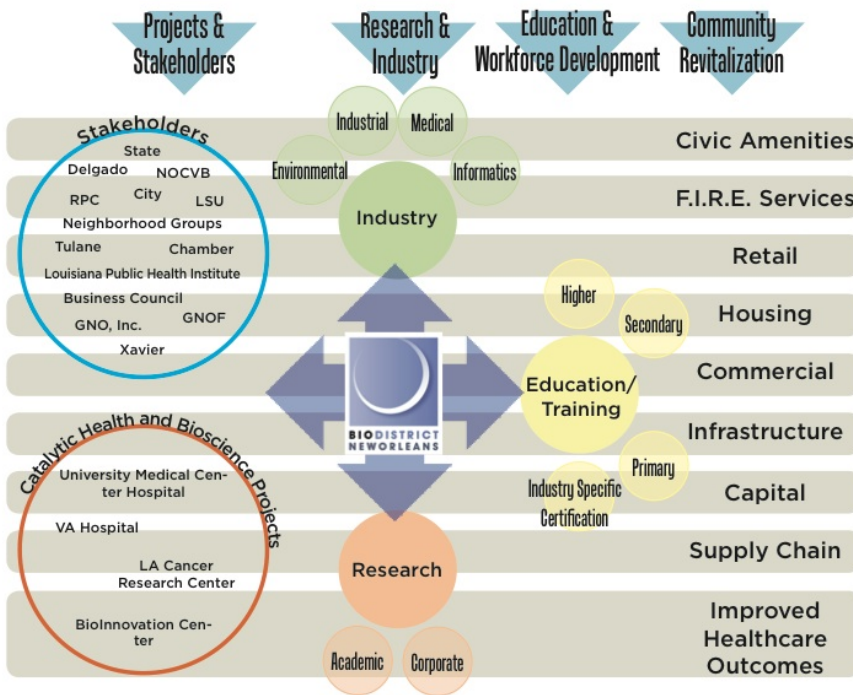 Projects &
Stakeholders
Research &
Industry
Education &
Workforce Development
Community
Revitalization
Stakeholders
State
Delgado
NOCVB
RPC
City
LSU
Neighborhood Groups
Tulane
Chamber
Louisiana Public Health Institute
Business Council
GNO, Inc.
GNOF
Xavier
Catalytic Health and Bioscience Projects
University Medical Cen-
ter Hospital
VA Hospital
LA Cancer
Research Center
BioInnovation Cen-
ter
Industrial
Medical
Environmental
Informatics
Industry
BIODISTRICT
NEWORLEANS
Research
Academic
Corporate
Higher
Secondary
Education/
Training
Primary
Industry Specific
Certification
Civic Amenities
F.I.R.E. Services
Retail
Housing
Commercial
Infrastructure
Capital
Supply Chain
Improved
Healthcare
Outcomes